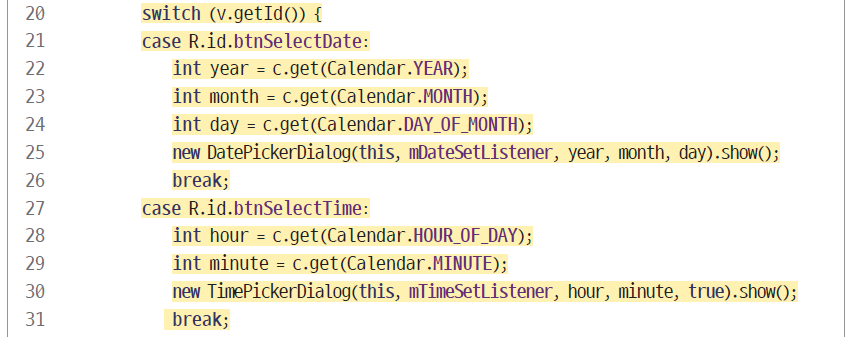 20 switch (v.getId()) {
21 case R.id.btnSelectDate:
22 int year = c.get(Calendar.YEAR);
23 int month = c.get(Calendar.MONTH);
24 int day = c.get(Calendar.DAY_OF_MONTH);
25 new DatePickerDialog(this, mDateSetListener, year, month, day).show();
26 break;
27 case R.id.btnSelectTime:
28 int hour = c.get(Calendar.HOUR_OF_DAY);
29 int minute = c.get(Calendar.MINUTE);
30 new TimePickerDialog(this, mTimeSetListener, hour, minute, true).show();
31 break;